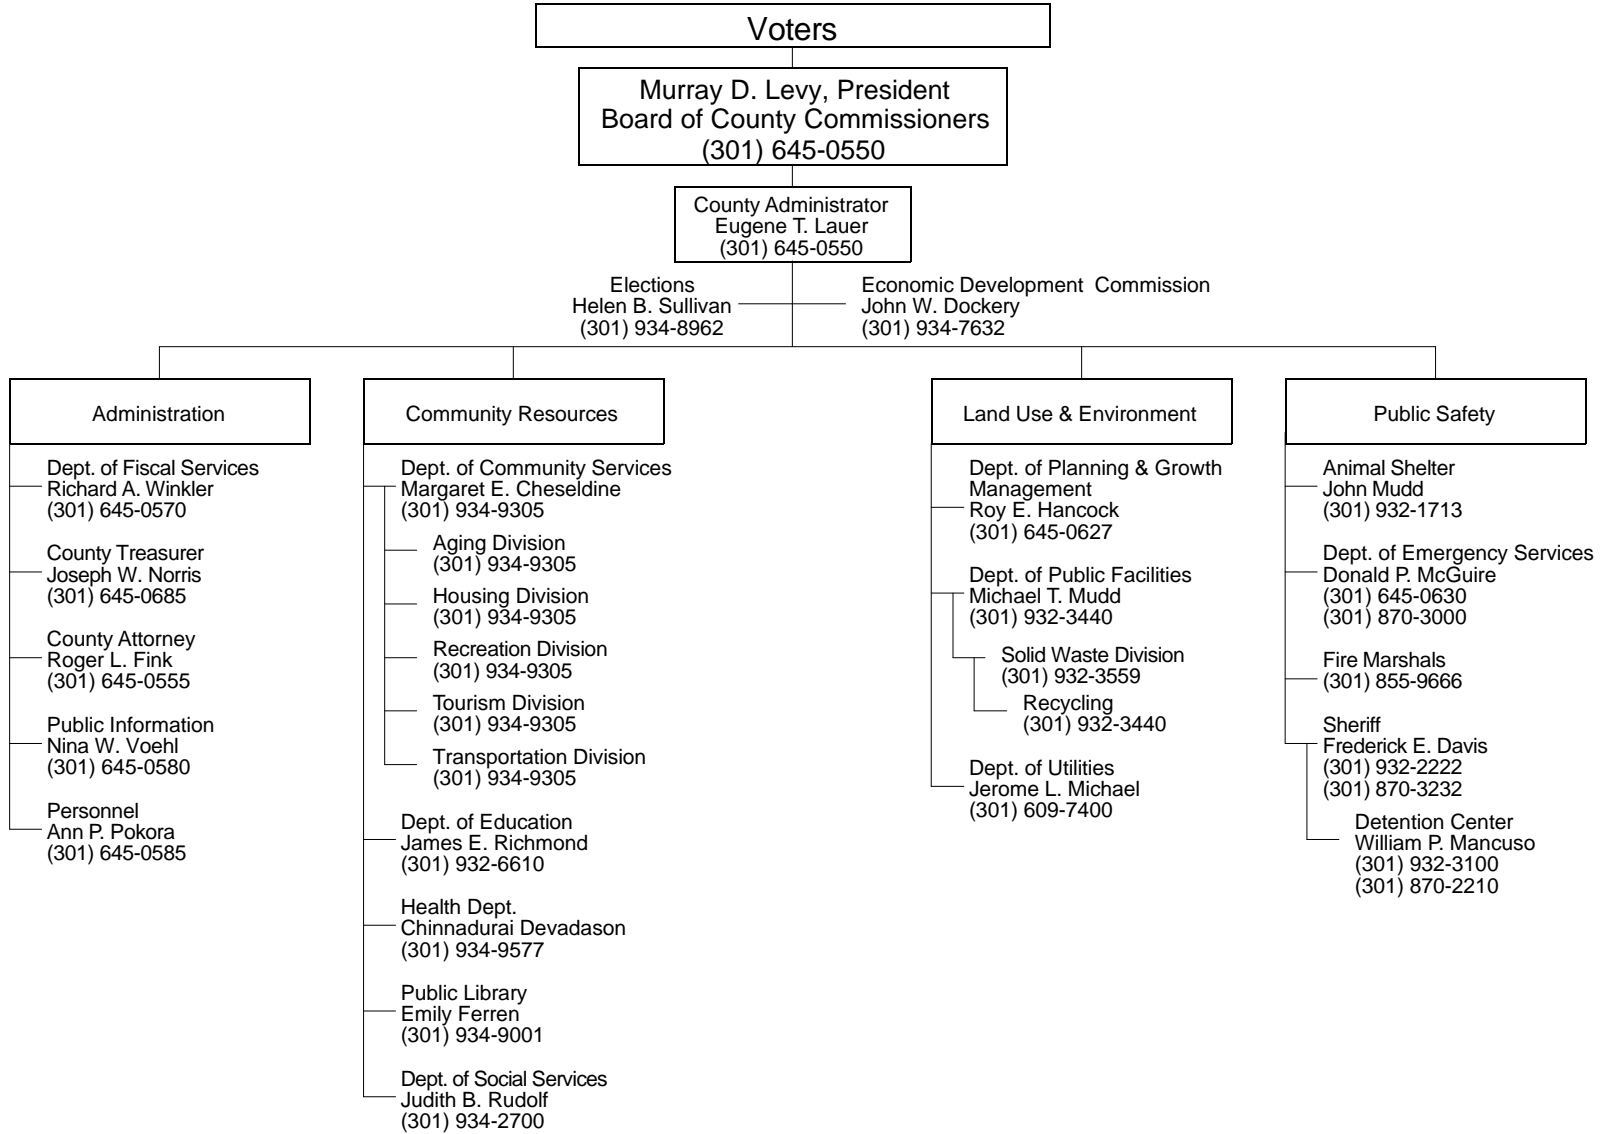 Voters
Murray D. Levy, President
Board of County Commissioners
(301) 645-0550
County Administrator
Eugene T. Lauer
(301) 645-0550
Elections
Helen B. Sullivan
(301) 934-8962
Economic Development Commission
John W. Dockery
(301) 934-7632
Administration
Dept. of Fiscal Services
Richard A. Winkler
(301) 645-0570
County Treasurer
Joseph W. Norris
(301) 645-0685
County Attorney
Roger L. Fink
(301) 645-0555
Public Information
Nina W. Voehl
(301) 645-0580
Personnel
Ann P. Pokora
(301) 645-0585
Community Resources
Dept. of Community Services
Margaret E. Cheseldine
(301) 934-9305
Aging Division
(301) 934-9305
Housing Division
(301) 934-9305
Recreation Division
(301) 934-9305
Tourism Division
(301) 934-9305
Transportation Division
(301) 934-9305
Dept. of Education
James E. Richmond
(301) 932-6610
Health Dept.
Chinnadurai Devadason
(301) 934-9577
Public Library
Emily Ferren
(301) 934-9001
Dept. of Social Services
Judith B. Rudolf
(301) 934-2700
Land Use & Environment
Dept. of Planning & Growth
Management
Roy E. Hancock
(301) 645-0627
Dept. of Public Facilities
Michael T. Mudd
(301) 932-3440
Solid Waste Division
(301) 932-3559
Recycling
(301) 932-3440
Dept. of Utilities
Jerome L. Michael
(301) 609-7400
Public Safety
Animal Shelter
John Mudd
(301) 932-1713
Dept. of Emergency Services
Donald P. McGuire
(301) 645-0630
(301) 870-3000
Fire Marshals
(301) 855-9666
Sheriff
Frederick E. Davis
(301) 932-2222
(301) 870-3232
Detention Center
William P. Mancuso
(301) 932-3100
(301) 870-2210